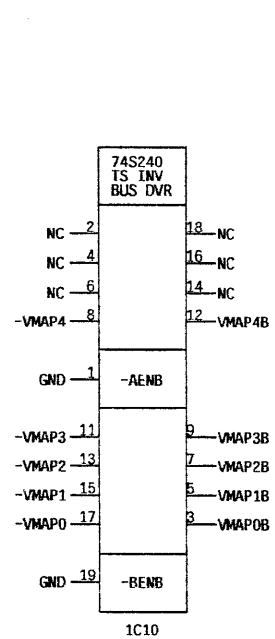 74S240
TS INV
BUS DVR
NC 2 18 NC
NC 4 16 NC
NC 6 14 NC
-VMAP4 8 12 VMAP4B
GND 1 -AENB
-VMAP3 11 9 VMAP3B
-VMAP2 13 7 VMAP2B
-VMAP1 15 5 VMAP1B
-VMAP0 17 3 VMAP0B
GND 19 -BENB
1C10